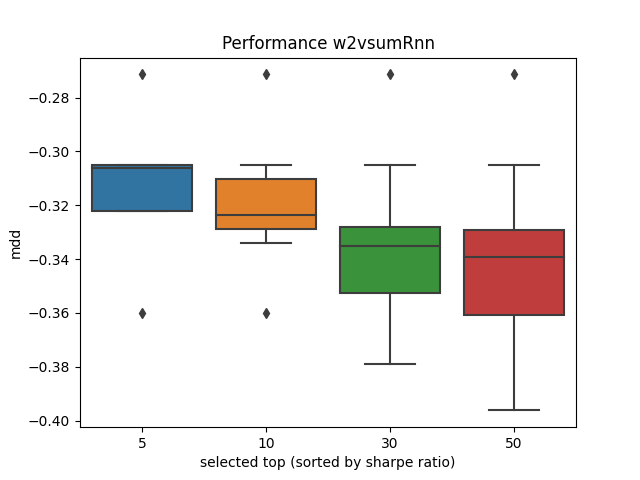 Performance w2vsumRnn
−0.28
−0.30
−0.32
−0.34
−0.36
−0.38
−0.40
mdd
5 10 30 50
selected top (sorted by sharpe ratio)